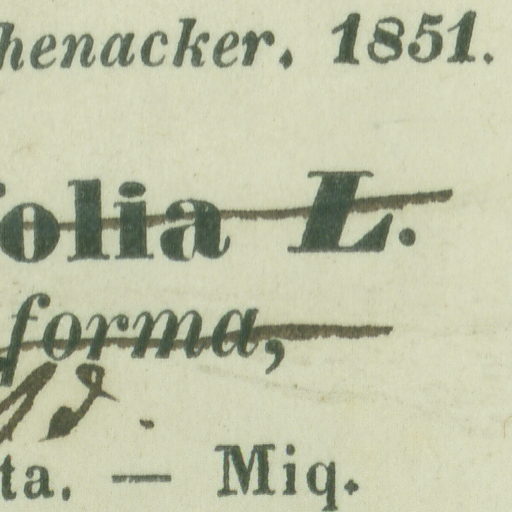 henacker. 1851.
folia L.
forma,
ta. — Miq.